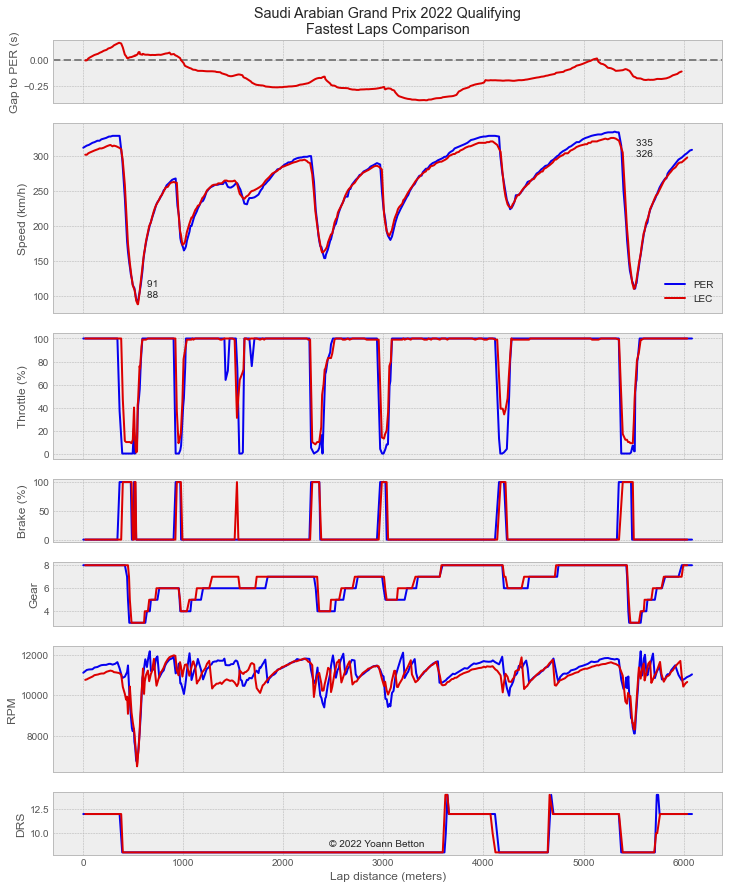 Saudi Arabian Grand Prix 2022 Qualifying
Fastest Laps Comparison
Gap to PER (s)
0.00
−0.25
Speed (km/h)
300
250
200
150
100
335
326
91
88
PER
LEC
Throttle (%)
100
80
60
40
20
0
Brake (%)
100
50
0
Gear
8
6
4
RPM
12000
10000
8000
DRS
12.5
10.0
© 2022 Yoann Betton
0 1000 2000 3000 4000 5000 6000
Lap distance (meters)